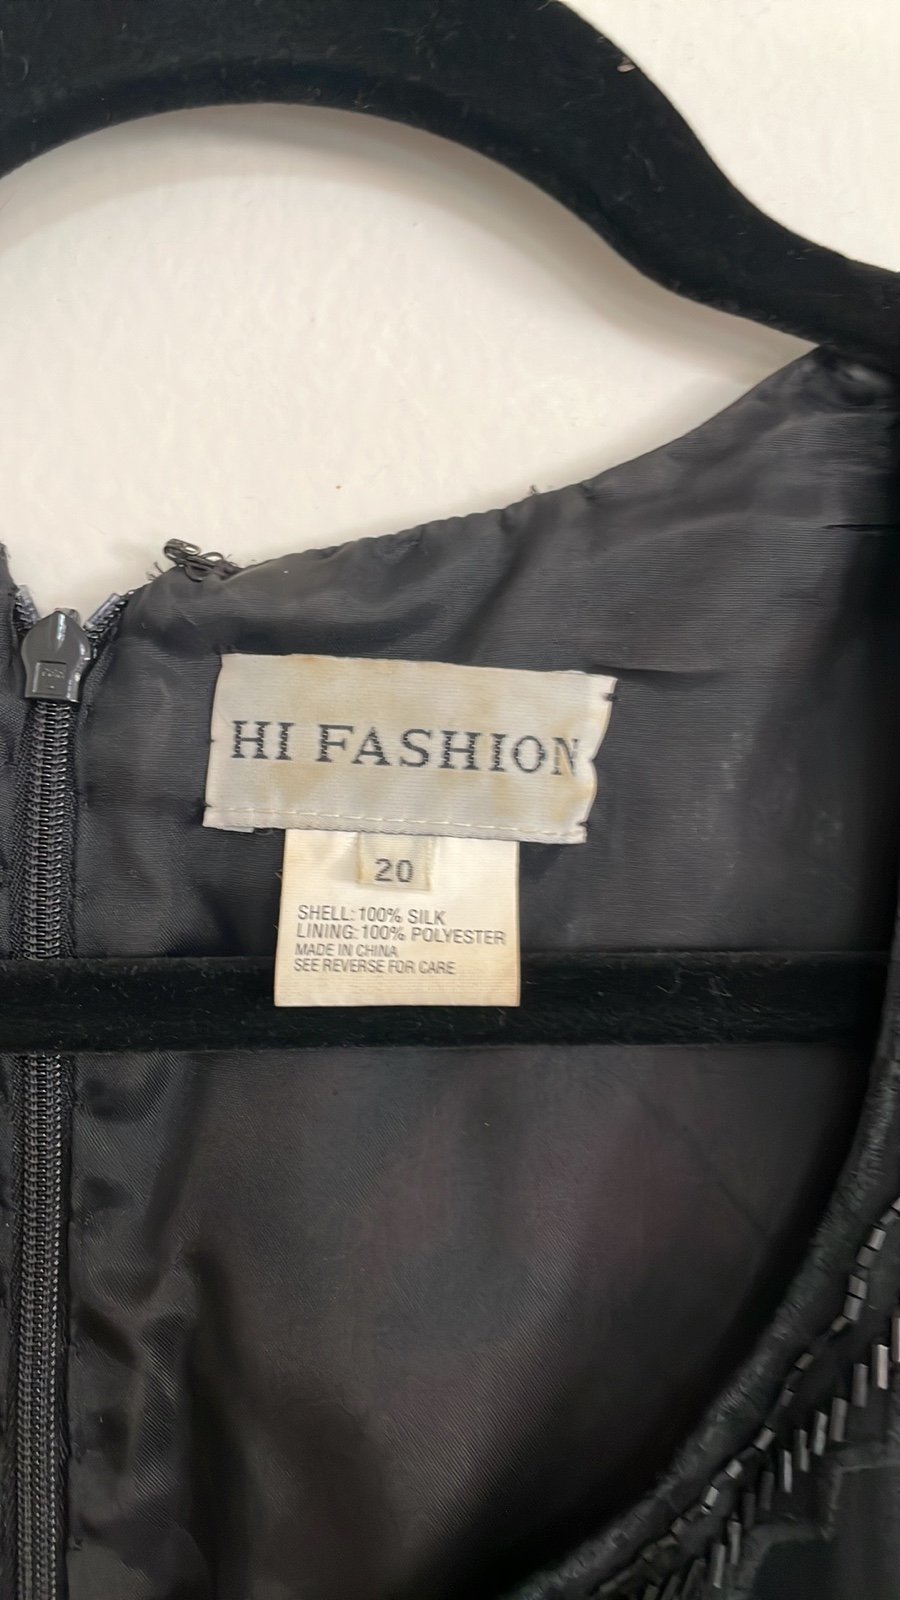 HI FASHION
20
SHELL: 100% SILK
LINING: 100% POLYESTER
MADE IN CHINA
SEE REVERSE FOR CARE